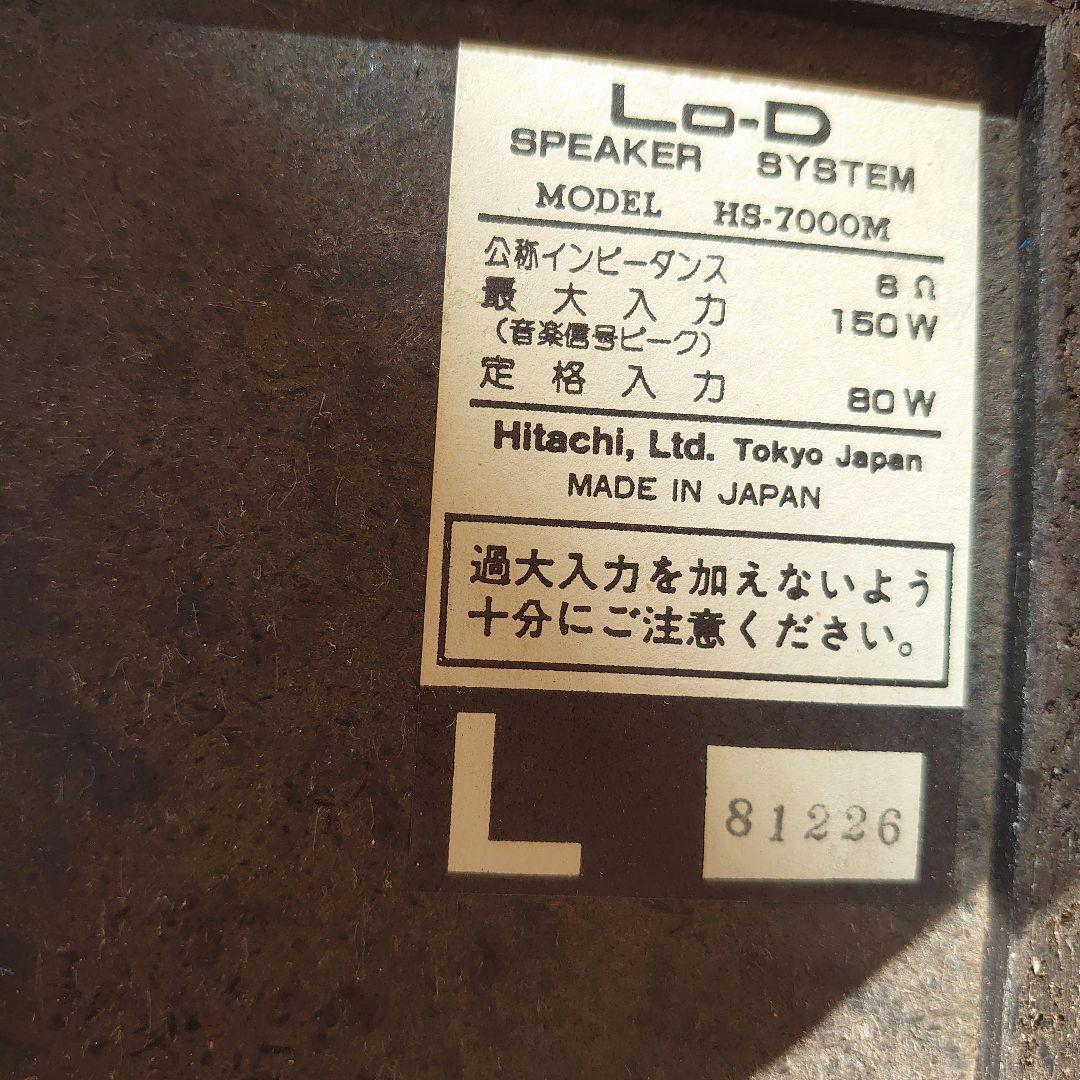 Lo-D
SPEAKER SYSTEM
MODEL HS-7000M
公称インピーダンス 8Ω
最大入力 150W
(音楽信号ピーク)
定格入力 80W
Hitachi, Ltd. Tokyo Japan
MADE IN JAPAN
過大入力を加えないよう
十分にご注意ください。
L
81226